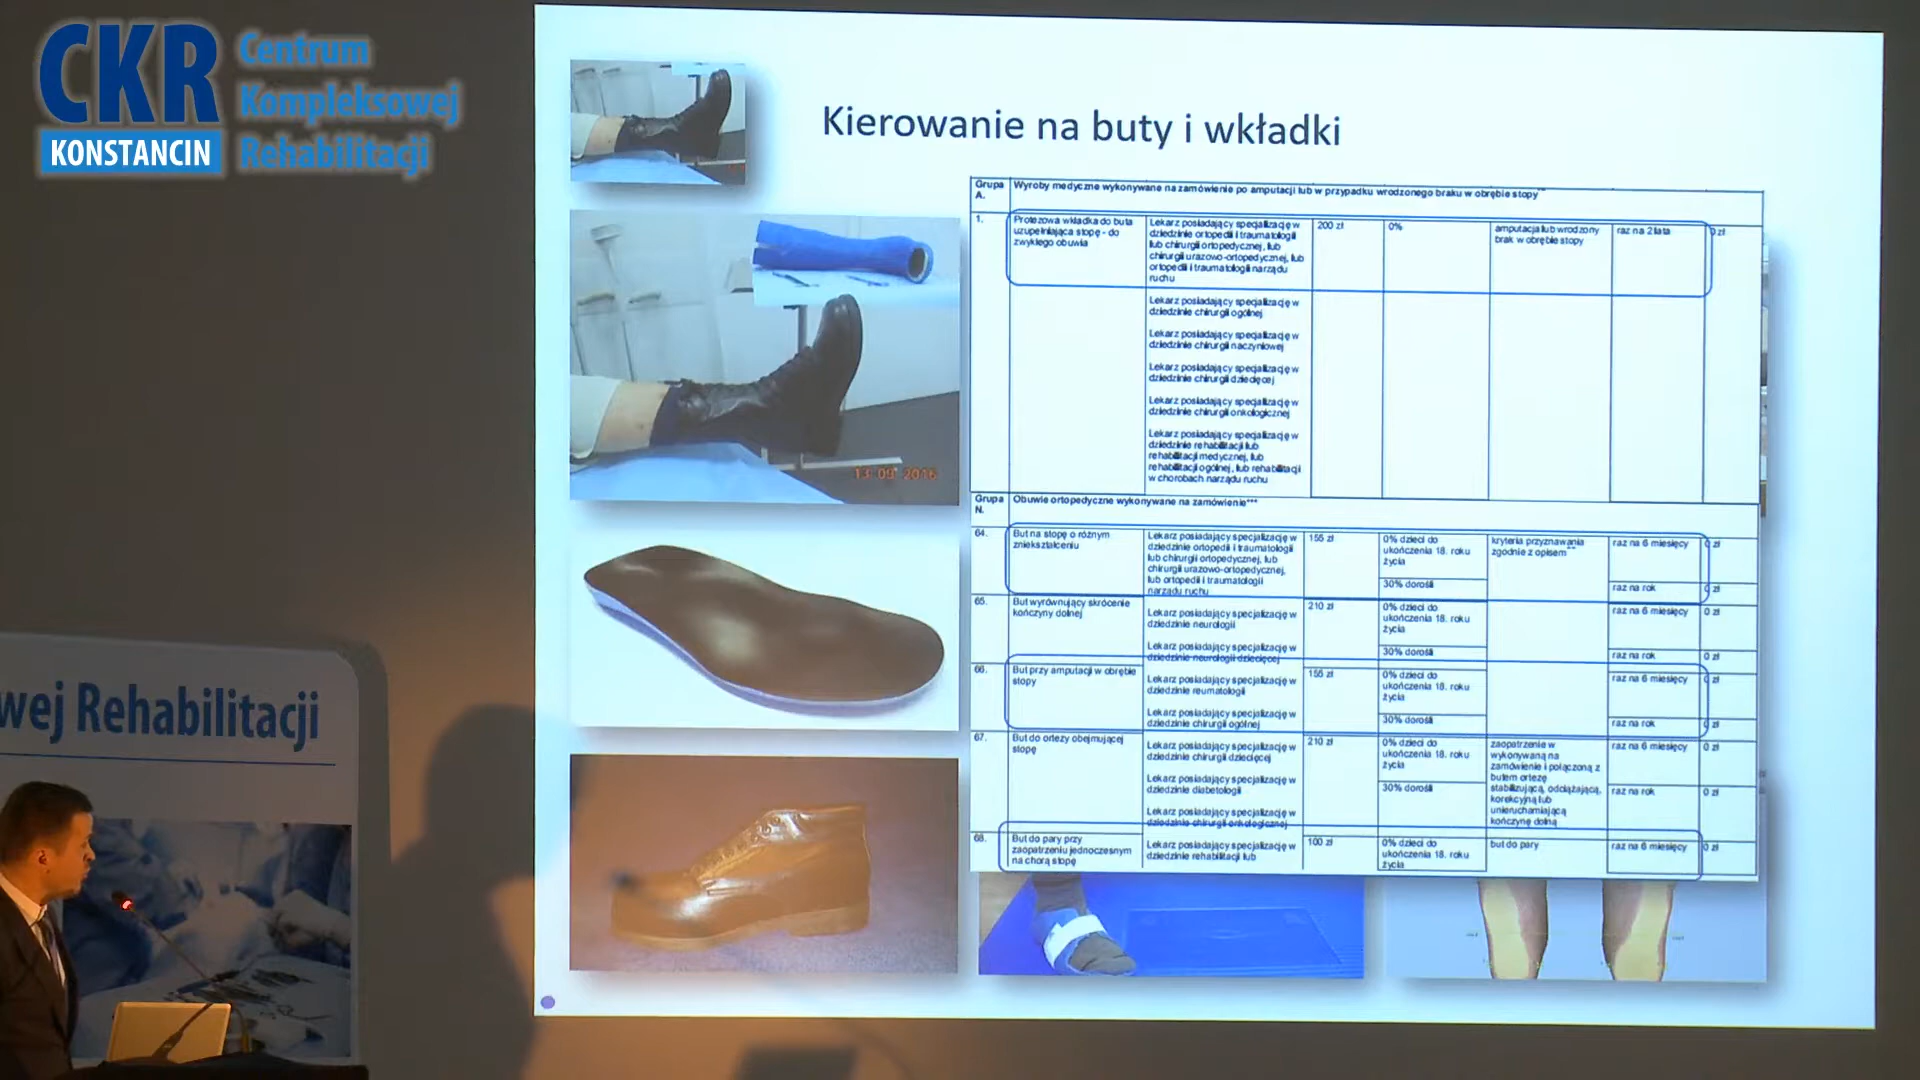 CKR
KONSTANCIN
Centrum
Kompleksowej
Rehabilitacji
Kierowanie na buty i wkładki
Grupa
A.
Wyroby medyczne wykonywane na zamówienie po amputacji lub w przypadku wrodzonego braku w obrębie stopy
1.
Protezowa wkładka do buta
uzupełniająca stopę - do
zwykłego obuwia
Lekarz posiadający specjalizację w
dziedzinie ortopedii i traumatologii
lub chirurgii ortopedycznej, lub
chirurgii urazowo-ortopedycznej, lub
ortopedii i traumatologii narządu
ruchu
200 zł
0%
amputacja lub wrodzony
brak w obrębie stopy
raz na 2 lata
0 zł
Lekarz posiadający specjalizację w
dziedzinie chirurgii ogólnej
Lekarz posiadający specjalizację w
dziedzinie chirurgii naczyniowej
Lekarz posiadający specjalizację w
dziedzinie chirurgii dziecięcej
Lekarz posiadający specjalizację w
dziedzinie chirurgii onkologicznej
Lekarz posiadający specjalizację w
dziedzinie rehabilitacji lub
rehabilitacji medycznej, lub
rehabilitacji ogólnej, lub rehabilitacji
w chorobach narządu ruchu
Grupa
N.
Obuwie ortopedyczne wykonywane na zamówienie***
64.
But na stopę o różnym
zniekształceniu
Lekarz posiadający specjalizację w
dziedzinie ortopedii i traumatologii
lub chirurgii ortopedycznej, lub
chirurgii urazowo-ortopedycznej,
lub ortopedii i traumatologii
narządu ruchu
155 zł
0% dzieci do
ukończenia 18. roku
życia
30% dorośli
kryteria przyznawania
zgodnie z opisem**
raz na 6 miesięcy
0 zł
raz na rok
0 zł
65.
But wyrównujący skrócenie
kończyny dolnej
Lekarz posiadający specjalizację w
dziedzinie neurologii
Lekarz posiadający specjalizację w
dziedzinie neurologii dziecięcej
210 zł
0% dzieci do
ukończenia 18. roku
życia
30% dorośli
raz na 6 miesięcy
0 zł
raz na rok
0 zł
66.
But przy amputacji w obrębie
stopy
Lekarz posiadający specjalizację w
dziedzinie reumatologii
Lekarz posiadający specjalizację w
dziedzinie chirurgii ogólnej
155 zł
0% dzieci do
ukończenia 18. roku
życia
30% dorośli
raz na 6 miesięcy
0 zł
raz na rok
0 zł
67.
But do ortezy obejmującej
stopę
Lekarz posiadający specjalizację w
dziedzinie chirurgii dziecięcej
Lekarz posiadający specjalizację w
dziedzinie diabetologii
Lekarz posiadający specjalizację w
dziedzinie chirurgii onkologicznej
210 zł
0% dzieci do
ukończenia 18. roku
życia
30% dorośli
zaopatrzenie w
wykonywaną na
zamówienie i połączoną z
butem ortezę
stabilizującą, odciążającą,
korekcyjną lub
unieruchamiającą
kończynę dolną
raz na 6 miesięcy
0 zł
raz na rok
0 zł
68.
But do pary przy
zaopatrzeniu jednoczesnym
na chorą stopę
Lekarz posiadający specjalizację w
dziedzinie rehabilitacji lub
100 zł
0% dzieci do
ukończenia 18. roku
życia
but do pary
raz na 6 miesięcy
0 zł
13 09 2016
wej Rehabilitacji